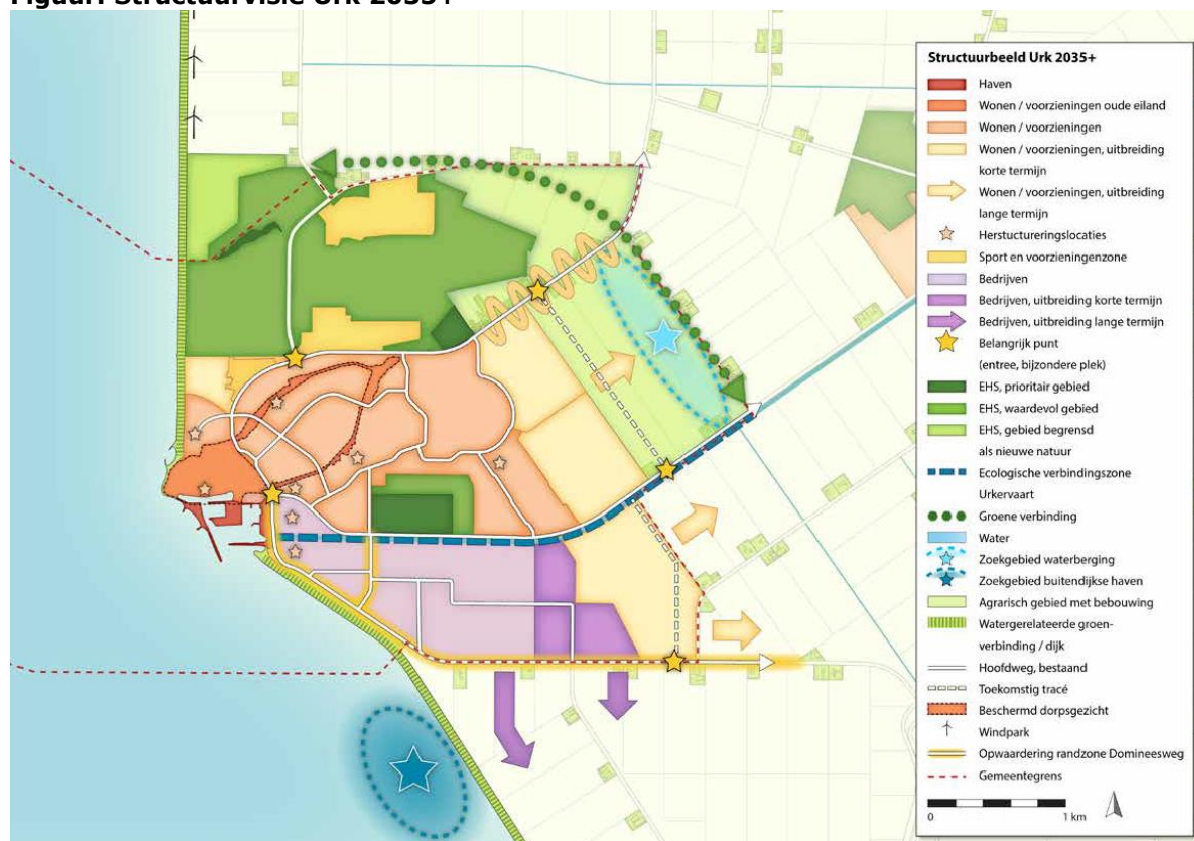 Figuur: Structuurvisie Urk 2035+
Structuurbeeld Urk 2035+
Haven
Wonen / voorzieningen oude eiland
Wonen / voorzieningen
Wonen / voorzieningen, uitbreiding
korte termijn
Wonen / voorzieningen, uitbreiding
lange termijn
Herstuctureringslocaties
Sport en voorzieningenzone
Bedrijven
Bedrijven, uitbreiding korte termijn
Bedrijven, uitbreiding lange termijn
Belangrijk punt
(entree, bijzondere plek)
EHS, prioritair gebied
EHS, waardevol gebied
EHS, gebied begrensd
als nieuwe natuur
Ecologische verbindingszone
Urkervaart
Groene verbinding
Water
Zoekgebied waterberging
Zoekgebied buitendijkse haven
Agrarisch gebied met bebouwing
Watergerelateerde groen-
verbinding / dijk
Hoofdweg, bestaand
Toekomstig tracé
Beschermd dorpsgezicht
Windpark
Opwaardering randzone Domineesweg
Gemeentegrens
0 1 km